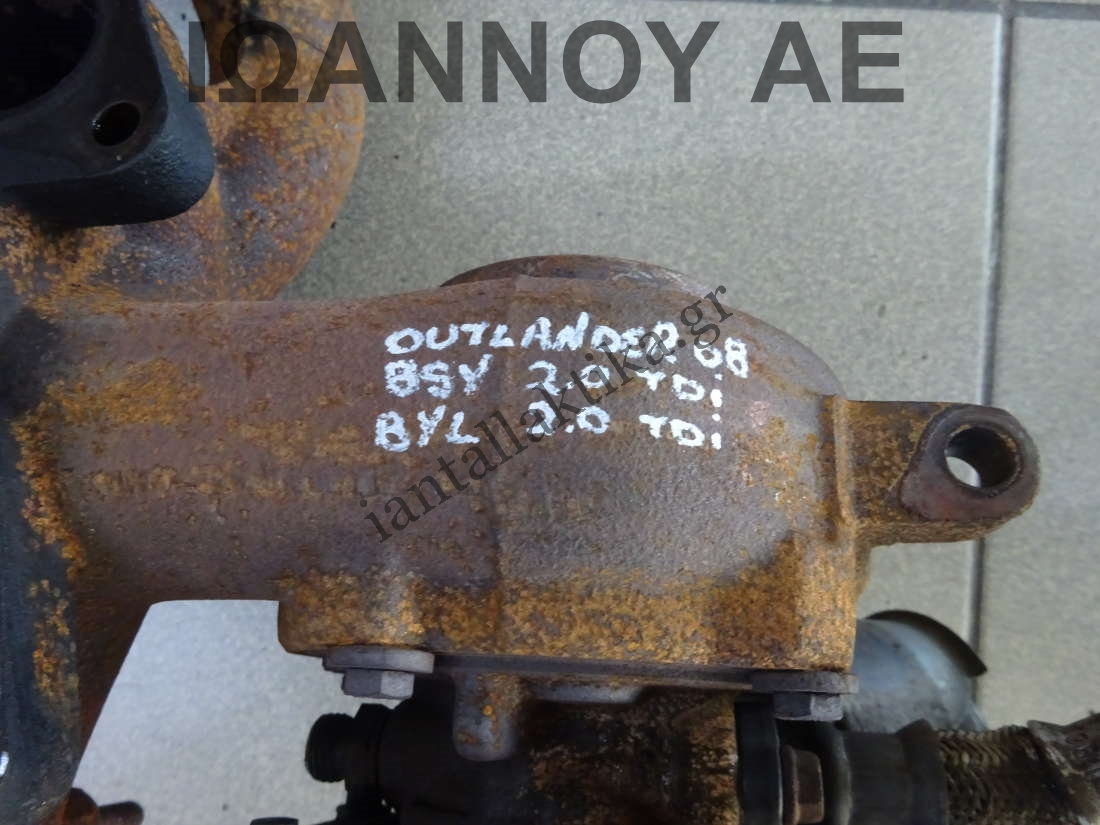 ΙΩΑΝΝΟΥ ΑΕ
OUTLANDER 08
BSY 2.0 TDi
BYL 2.0 TDi
iantallaktika.gr